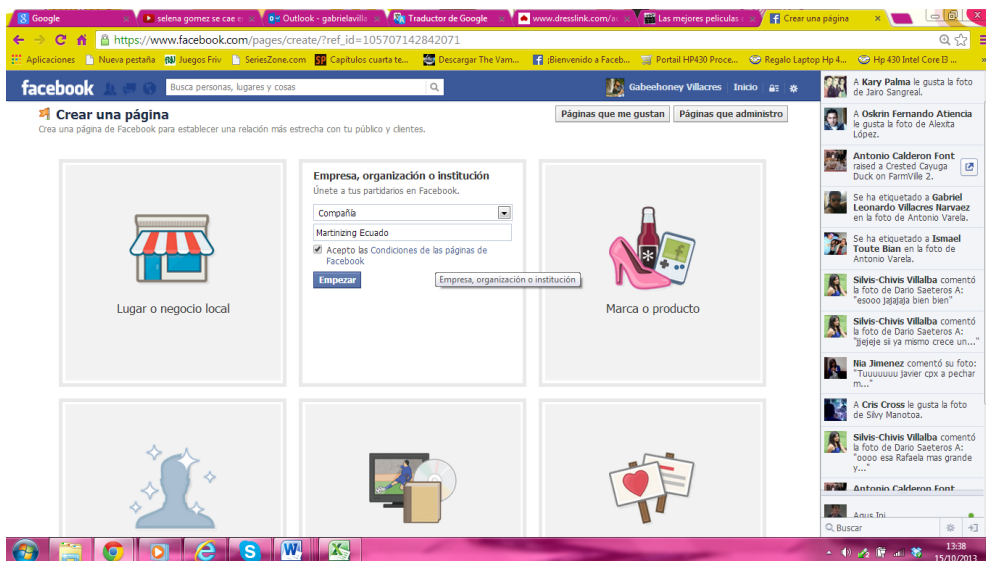 Google
selena gomez se cae e
Outlook - gabrielavilla
Traductor de Google
www.dresslink.com/a
Las mejores peliculas
Crear una página
https://www.facebook.com/pages/create/?ref_id=105707142842071
Aplicaciones
Nueva pestaña
Juegos Friv
SeriesZone.com
Capítulos cuarta te...
Descargar The Vam...
¡Bienvenido a Faceb...
Portail HP430 Proce...
Regalo Laptop Hp 4...
Hp 430 Intel Core I3 ...
facebook
Busca personas, lugares y cosas
Gabeehoney Villacres
Inicio
Crear una página
Crea una página de Facebook para establecer una relación más estrecha con tu público y clientes.
Páginas que me gustan
Páginas que administro
Lugar o negocio local
Empresa, organización o institución
Únete a tus partidarios en Facebook.
Compañía
Martinizing Ecuado
Acepto las Condiciones de las páginas de
Facebook
Empezar
Empresa, organización o institución
Marca o producto
A Kary Palma le gusta la foto
de Jaro Sangreal.
A Oskrin Fernando Atiencia
le gusta la foto de Alexita
López.
Antonio Calderon Font
raised a Crested Cayuga
Duck on FarmVille 2.
Se ha etiquetado a Gabriel
Leonardo Villacres Narvaez
en la foto de Antonio Varela.
Se ha etiquetado a Ismael
Toute Bian en la foto de
Antonio Varela.
Silvis-Chivis Villalba comentó
la foto de Dario Saeteros A:
"esooo jajajaja bien bien"
Silvis-Chivis Villalba comentó
la foto de Dario Saeteros A:
"jjejeje sii ya mismo crece un..."
Nia Jimenez comentó su foto:
"Tuuuuuuu javier cpx a pechar
m..."
A Cris Cross le gusta la foto
de Silvy Manotoa.
Silvis-Chivis Villalba comentó
la foto de Dario Saeteros A:
"oooo esa Rafaela mas grande
y..."
Antonio Calderon Font
Buscar
13:38
15/10/2013